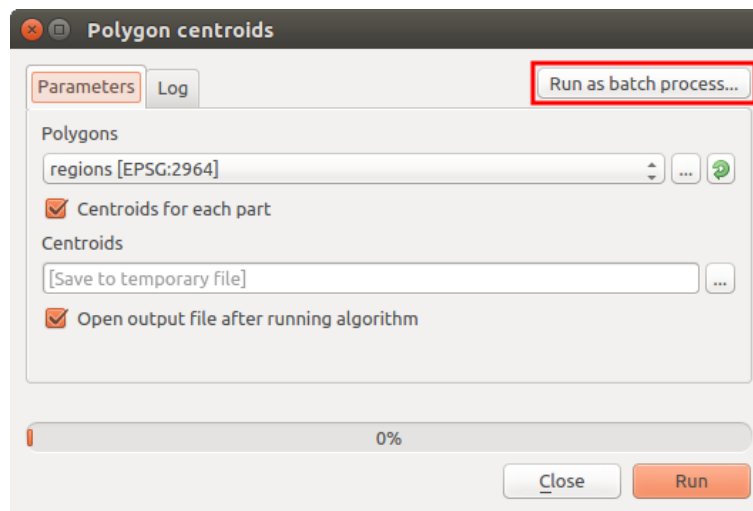 Polygon centroids
Parameters
Log
Run as batch process...
Polygons
regions [EPSG:2964]
...
Centroids for each part
Centroids
[Save to temporary file]
...
Open output file after running algorithm
0%
Close
Run